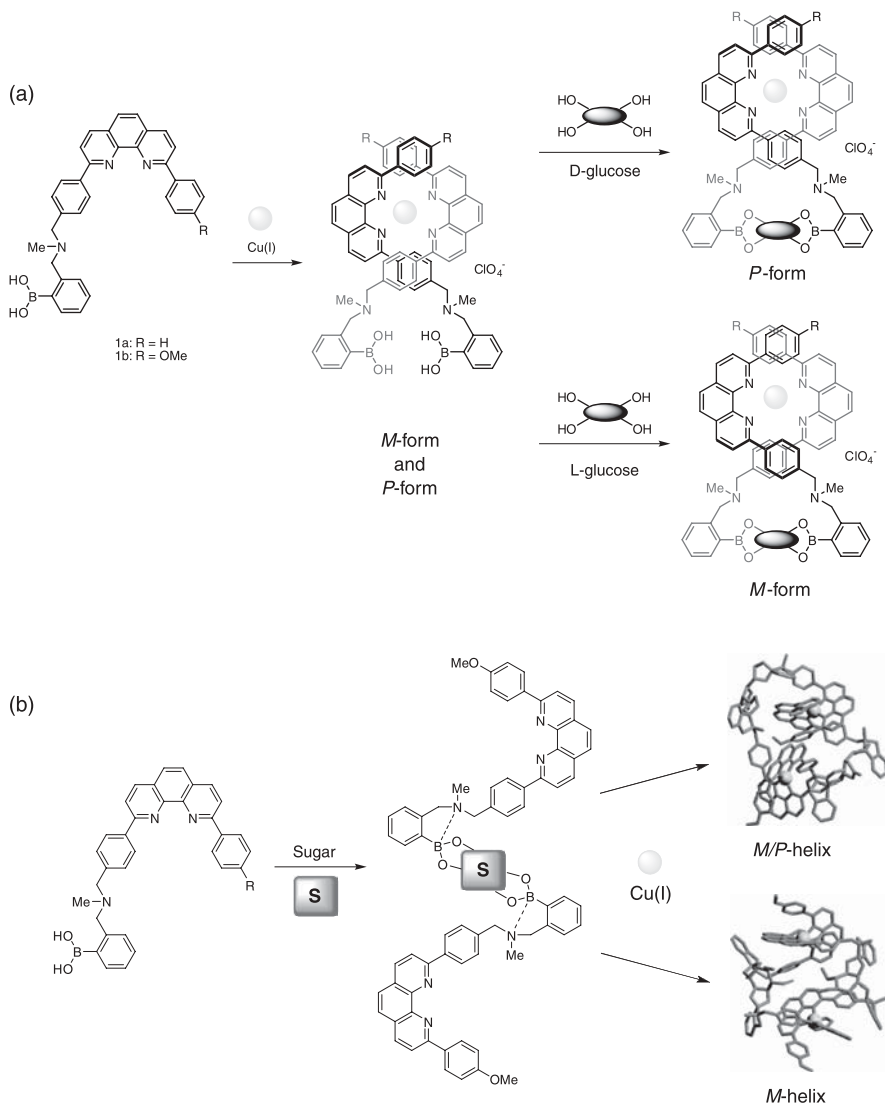 (a)
N
N
R
N
Me
HO
B
HO
1a: R = H
1b: R = OMe
Cu(I)
R
R
N
N
N
N
ClO4−
Me
N
Me
N
OH
B
OH
HO
B
HO
M-form
and
P-form
HO
OH
HO
OH
D-glucose
HO
OH
HO
OH
L-glucose
R
R
N
N
N
N
ClO4−
Me
N
Me
N
B
O
O
O
O
B
P-form
R
R
N
N
N
N
ClO4−
Me
N
Me
N
B
O
O
O
O
B
M-form
(b)
N
N
R
Me
N
HO
B
HO
Sugar
S
MeO
N
N
Me
N
B
O
O
S
O
O
B
N
Me
N
N
OMe
Cu(I)
M/P-helix
M-helix